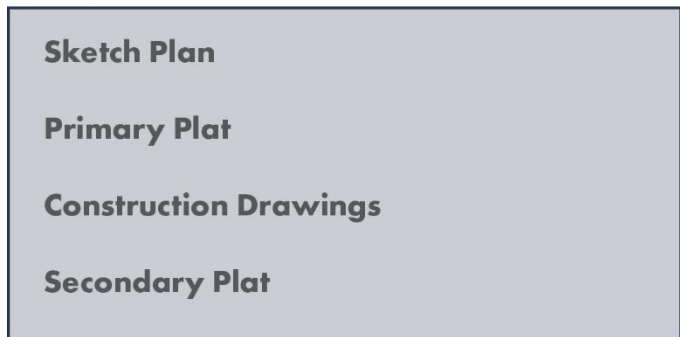 Sketch Plan
Primary Plat
Construction Drawings
Secondary Plat